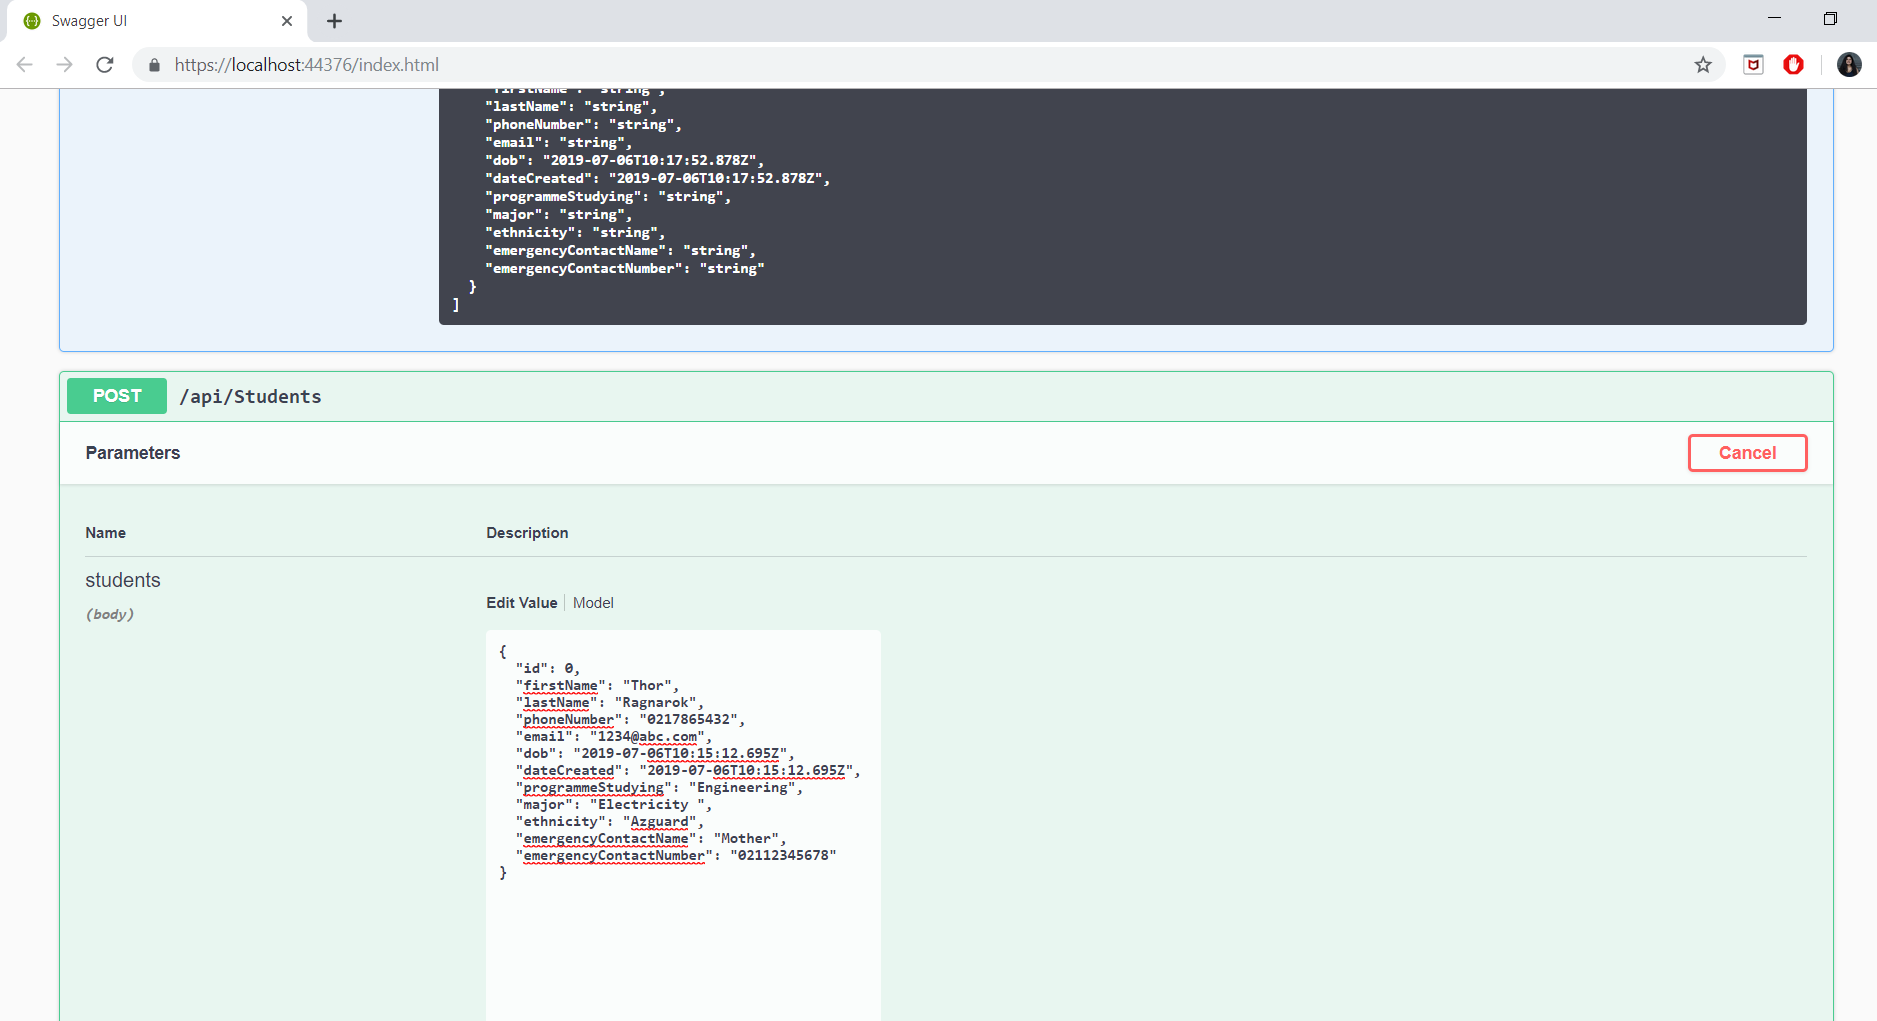 Swagger UI
https://localhost:44376/index.html
"firstName": "string",
"lastName": "string",
"phoneNumber": "string",
"email": "string",
"dob": "2019-07-06T10:17:52.878Z",
"dateCreated": "2019-07-06T10:17:52.878Z",
"programmeStudying": "string",
"major": "string",
"ethnicity": "string",
"emergencyContactName": "string",
"emergencyContactNumber": "string"
}
]
POST /api/Students
Parameters Cancel
Name Description
students
(body)
Edit Value Model
{
"id": 0,
"firstName": "Thor",
"lastName": "Ragnarok",
"phoneNumber": "0217865432",
"email": "1234@abc.com",
"dob": "2019-07-06T10:15:12.695Z",
"dateCreated": "2019-07-06T10:15:12.695Z",
"programmeStudying": "Engineering",
"major": "Electricity ",
"ethnicity": "Azguard",
"emergencyContactName": "Mother",
"emergencyContactNumber": "02112345678"
}